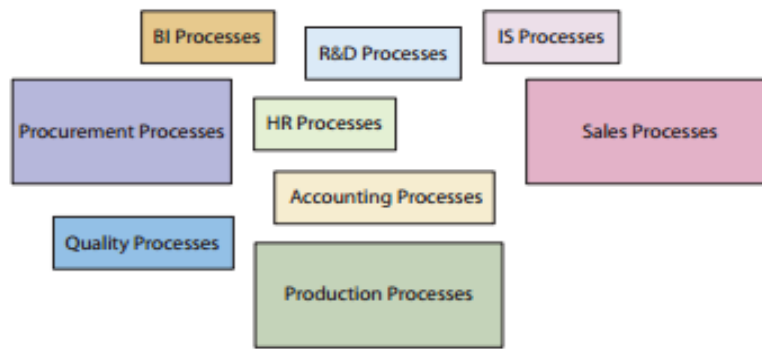 BI Processes
R&D Processes
IS Processes
Procurement Processes
HR Processes
Sales Processes
Accounting Processes
Quality Processes
Production Processes